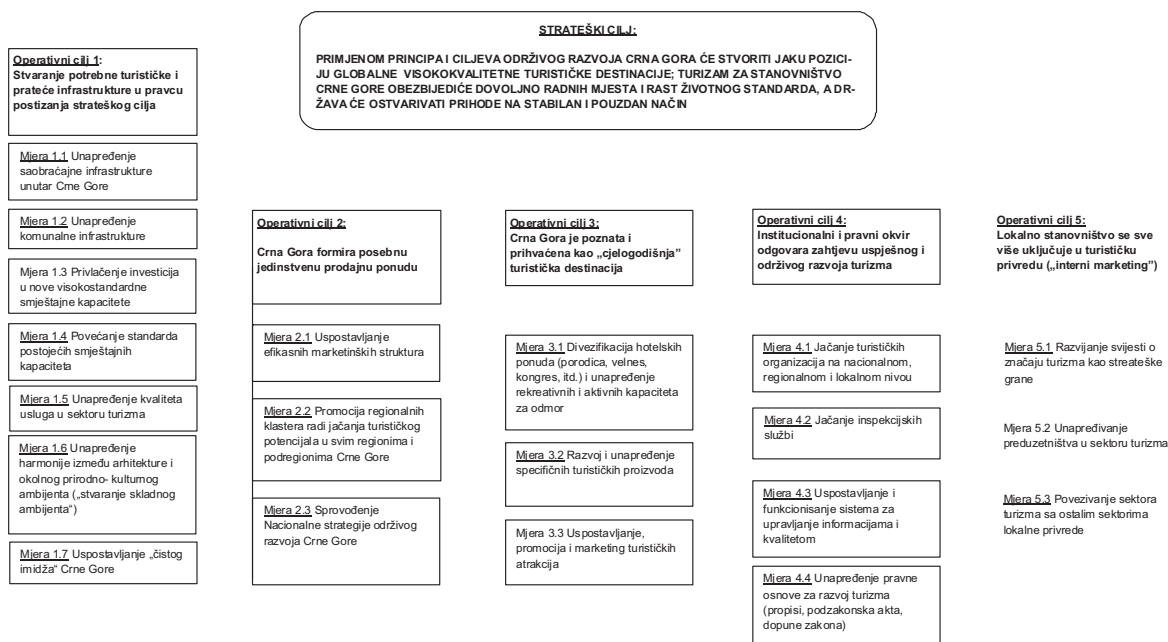 STRATEŠKI CILJ:
PRIMJENOM PRINCIPA I CILJEVA ODRŽIVOG RAZVOJA CRNA GORA ĆE STVORITI JAKU POZICI-
JU GLOBALNE VISOKOKVALITETNE TURISTIČKE DESTINACIJE; TURIZAM ZA STANOVNIŠTVO
CRNE GORE OBEZBIJEDIĆE DOVOLJNO RADNIH MJESTA I RAST ŽIVOTNOG STANDARDA, A DR-
ŽAVA ĆE OSTVARIVATI PRIHODE NA STABILAN I POUZDAN NAČIN
Operativni cilj 1:
Stvaranje potrebne turističke i
prateće infrastrukture u pravcu
postizanja strateškog cilja
Mjera 1.1 Unapređenje
saobraćajne infrastrukture
unutar Crne Gore
Mjera 1.2 Unapređenje
komunalne infrastrukture
Mjera 1.3 Privlačenje investicija
u nove visokostandardne
smještajne kapacitete
Mjera 1.4 Povećanje standarda
postojećih smještajnih
kapaciteta
Mjera 1.5 Unapređenje kvaliteta
usluga u sektoru turizma
Mjera 1.6 Unapređenje
harmonije između arhitekture i
okolnog prirodno- kulturnog
ambijenta („stvaranje skladnog
ambijenta“)
Mjera 1.7 Uspostavljanje „čistog
imidža“ Crne Gore
Operativni cilj 2:
Crna Gora formira posebnu
jedinstvenu prodajnu ponudu
Mjera 2.1 Uspostavljanje
efikasnih marketinških struktura
Mjera 2.2 Promocija regionalnih
klastera radi jačanja turističkog
potencijala u svim regionima i
podregionima Crne Gore
Mjera 2.3 Sprovođenje
Nacionalne strategije održivog
razvoja Crne Gore
Operativni cilj 3:
Crna Gora je poznata i
prihvaćena kao „cjelogodišnja”
turistička destinacija
Mjera 3.1 Divezifikacija hotelskih
ponuda (porodica, velnes,
kongres, itd.) i unapređenje
rekreativnih i aktivnih kapaciteta
za odmor
Mjera 3.2 Razvoj i unapređenje
specifičnih turističkih proizvoda
Mjera 3.3 Uspostavljanje,
promocija i marketing turističkih
atrakcija
Operativni cilj 4:
Institucionalni i pravni okvir
odgovara zahtjevu uspješnog i
održivog razvoja turizma
Mjera 4.1 Jačanje turističkih
organizacija na nacionalnom,
regionalnom i lokalnom nivou
Mjera 4.2 Jačanje inspekcijskih
službi
Mjera 4.3 Uspostavljanje i
funkcionisanje sistema za
upravljanje informacijama i
kvalitetom
Mjera 4.4 Unapređenje pravne
osnove za razvoj turizma
(propisi, podzakonska akta,
dopune zakona)
Operativni cilj 5:
Lokalno stanovništvo se sve
više uključuje u turističku
privredu („interni marketing”)
Mjera 5.1 Razvijanje svijesti o
značaju turizma kao streateške
grane
Mjera 5.2 Unapređivanje
preduzetništva u sektoru turizma
Mjera 5.3 Povezivanje sektora
turizma sa ostalim sektorima
lokalne privrede